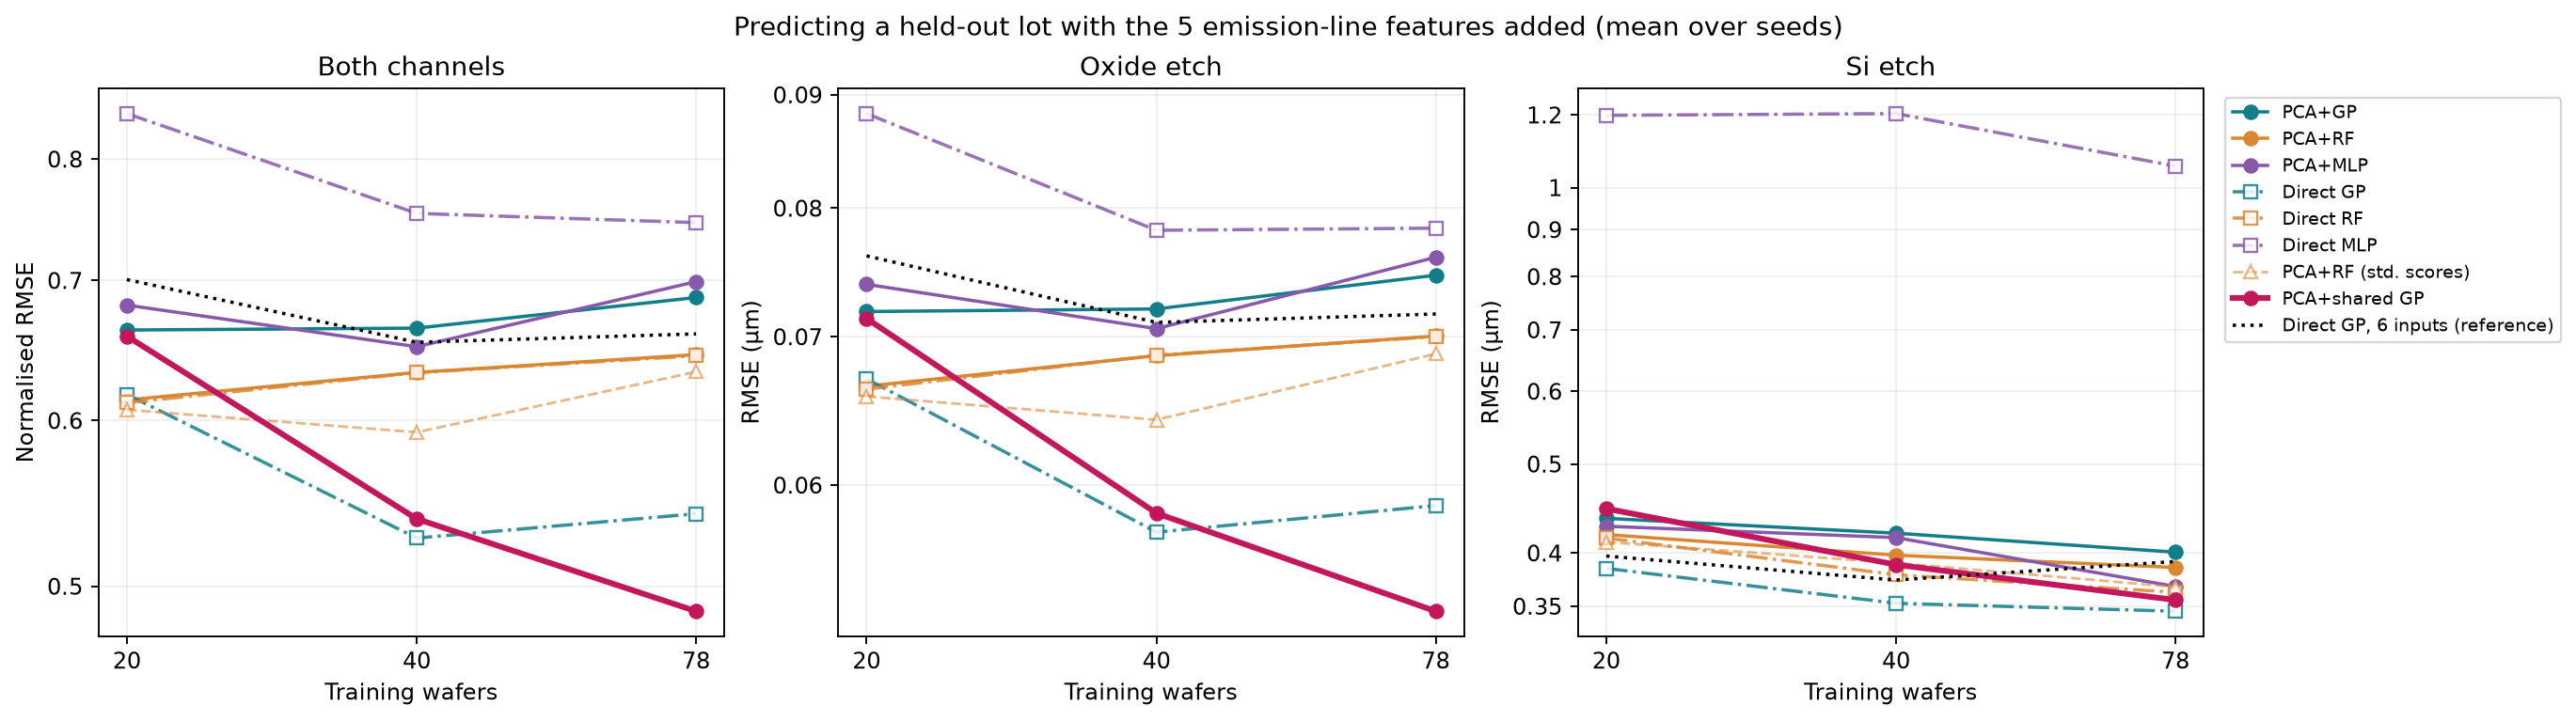 Predicting a held-out lot with the 5 emission-line features added (mean over seeds)
Both channels
Normalised RMSE
0.8
0.7
0.6
0.5
20
40
78
Training wafers
Oxide etch
RMSE (µm)
0.09
0.08
0.07
0.06
20
40
78
Training wafers
Si etch
RMSE (µm)
1.2
1
0.9
0.8
0.7
0.6
0.5
0.4
0.35
20
40
78
Training wafers
PCA+GP
PCA+RF
PCA+MLP
Direct GP
Direct RF
Direct MLP
PCA+RF (std. scores)
PCA+shared GP
Direct GP, 6 inputs (reference)